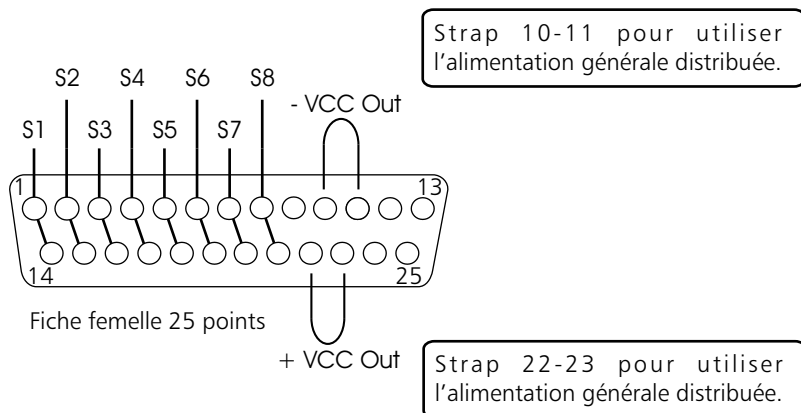 Strap 10-11 pour utiliser
l'alimentation générale distribuée.
S2 S4 S6 S8
- VCC Out
S1 S3 S5 S7
1 13
14 25
Fiche femelle 25 points
+ VCC Out
Strap 22-23 pour utiliser
l'alimentation générale distribuée.